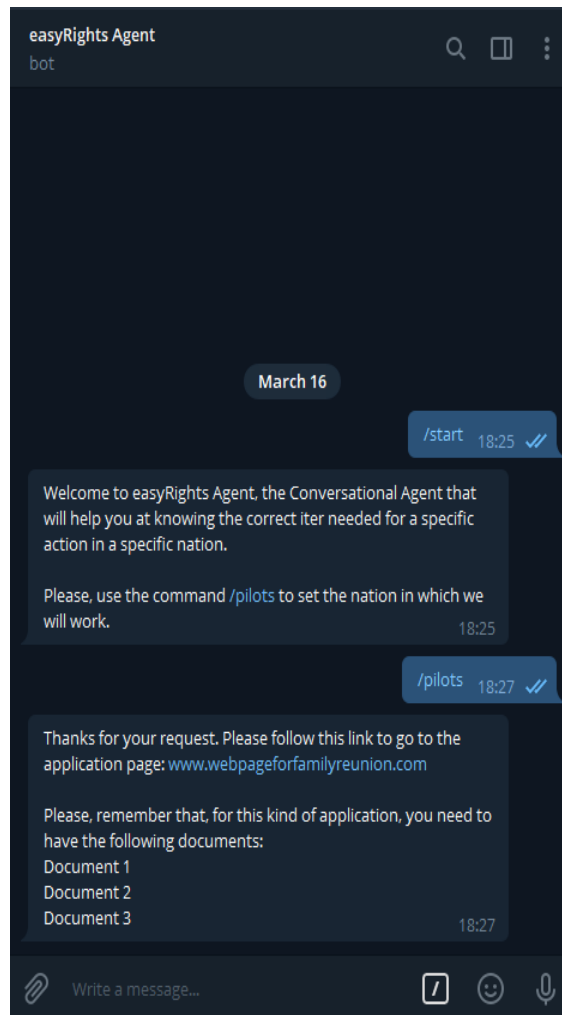 easyRights Agent
bot
March 16
/start 18:25
Welcome to easyRights Agent, the Conversational Agent that
will help you at knowing the correct iter needed for a specific
action in a specific nation.
Please, use the command /pilots to set the nation in which we
will work.
18:25
/pilots 18:27
Thanks for your request. Please follow this link to go to the
application page: www.webpageforfamilyreunion.com
Please, remember that, for this kind of application, you need to
have the following documents:
Document 1
Document 2
Document 3
18:27
Write a message...